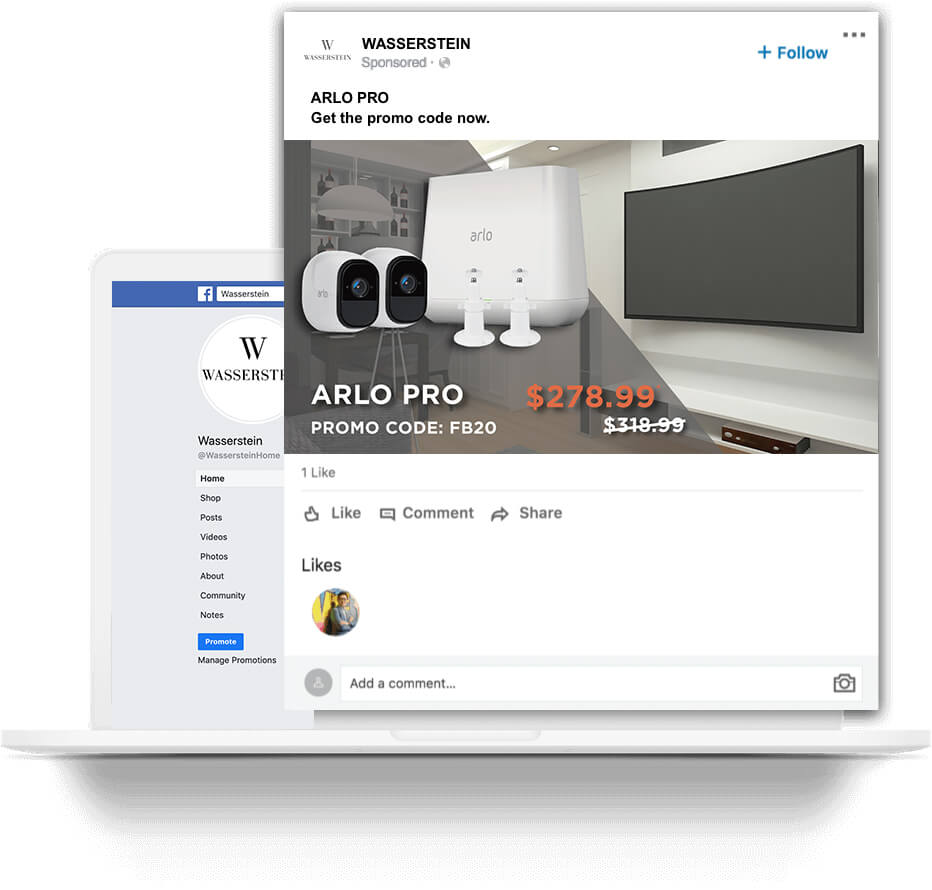 W
WASSERSTEIN
WASSERSTEIN
Sponsored ·
+ Follow
ARLO PRO
Get the promo code now.
arlo
arlo
ARLO PRO
$278.99
PROMO CODE: FB20
$318.99
1 Like
Like
Comment
Share
Likes
Add a comment...
f
Wasserstein
W
WASSERSTE
Wasserstein
@WassersteinHome
Home
Shop
Posts
Videos
Photos
About
Community
Notes
Promote
Manage Promotions